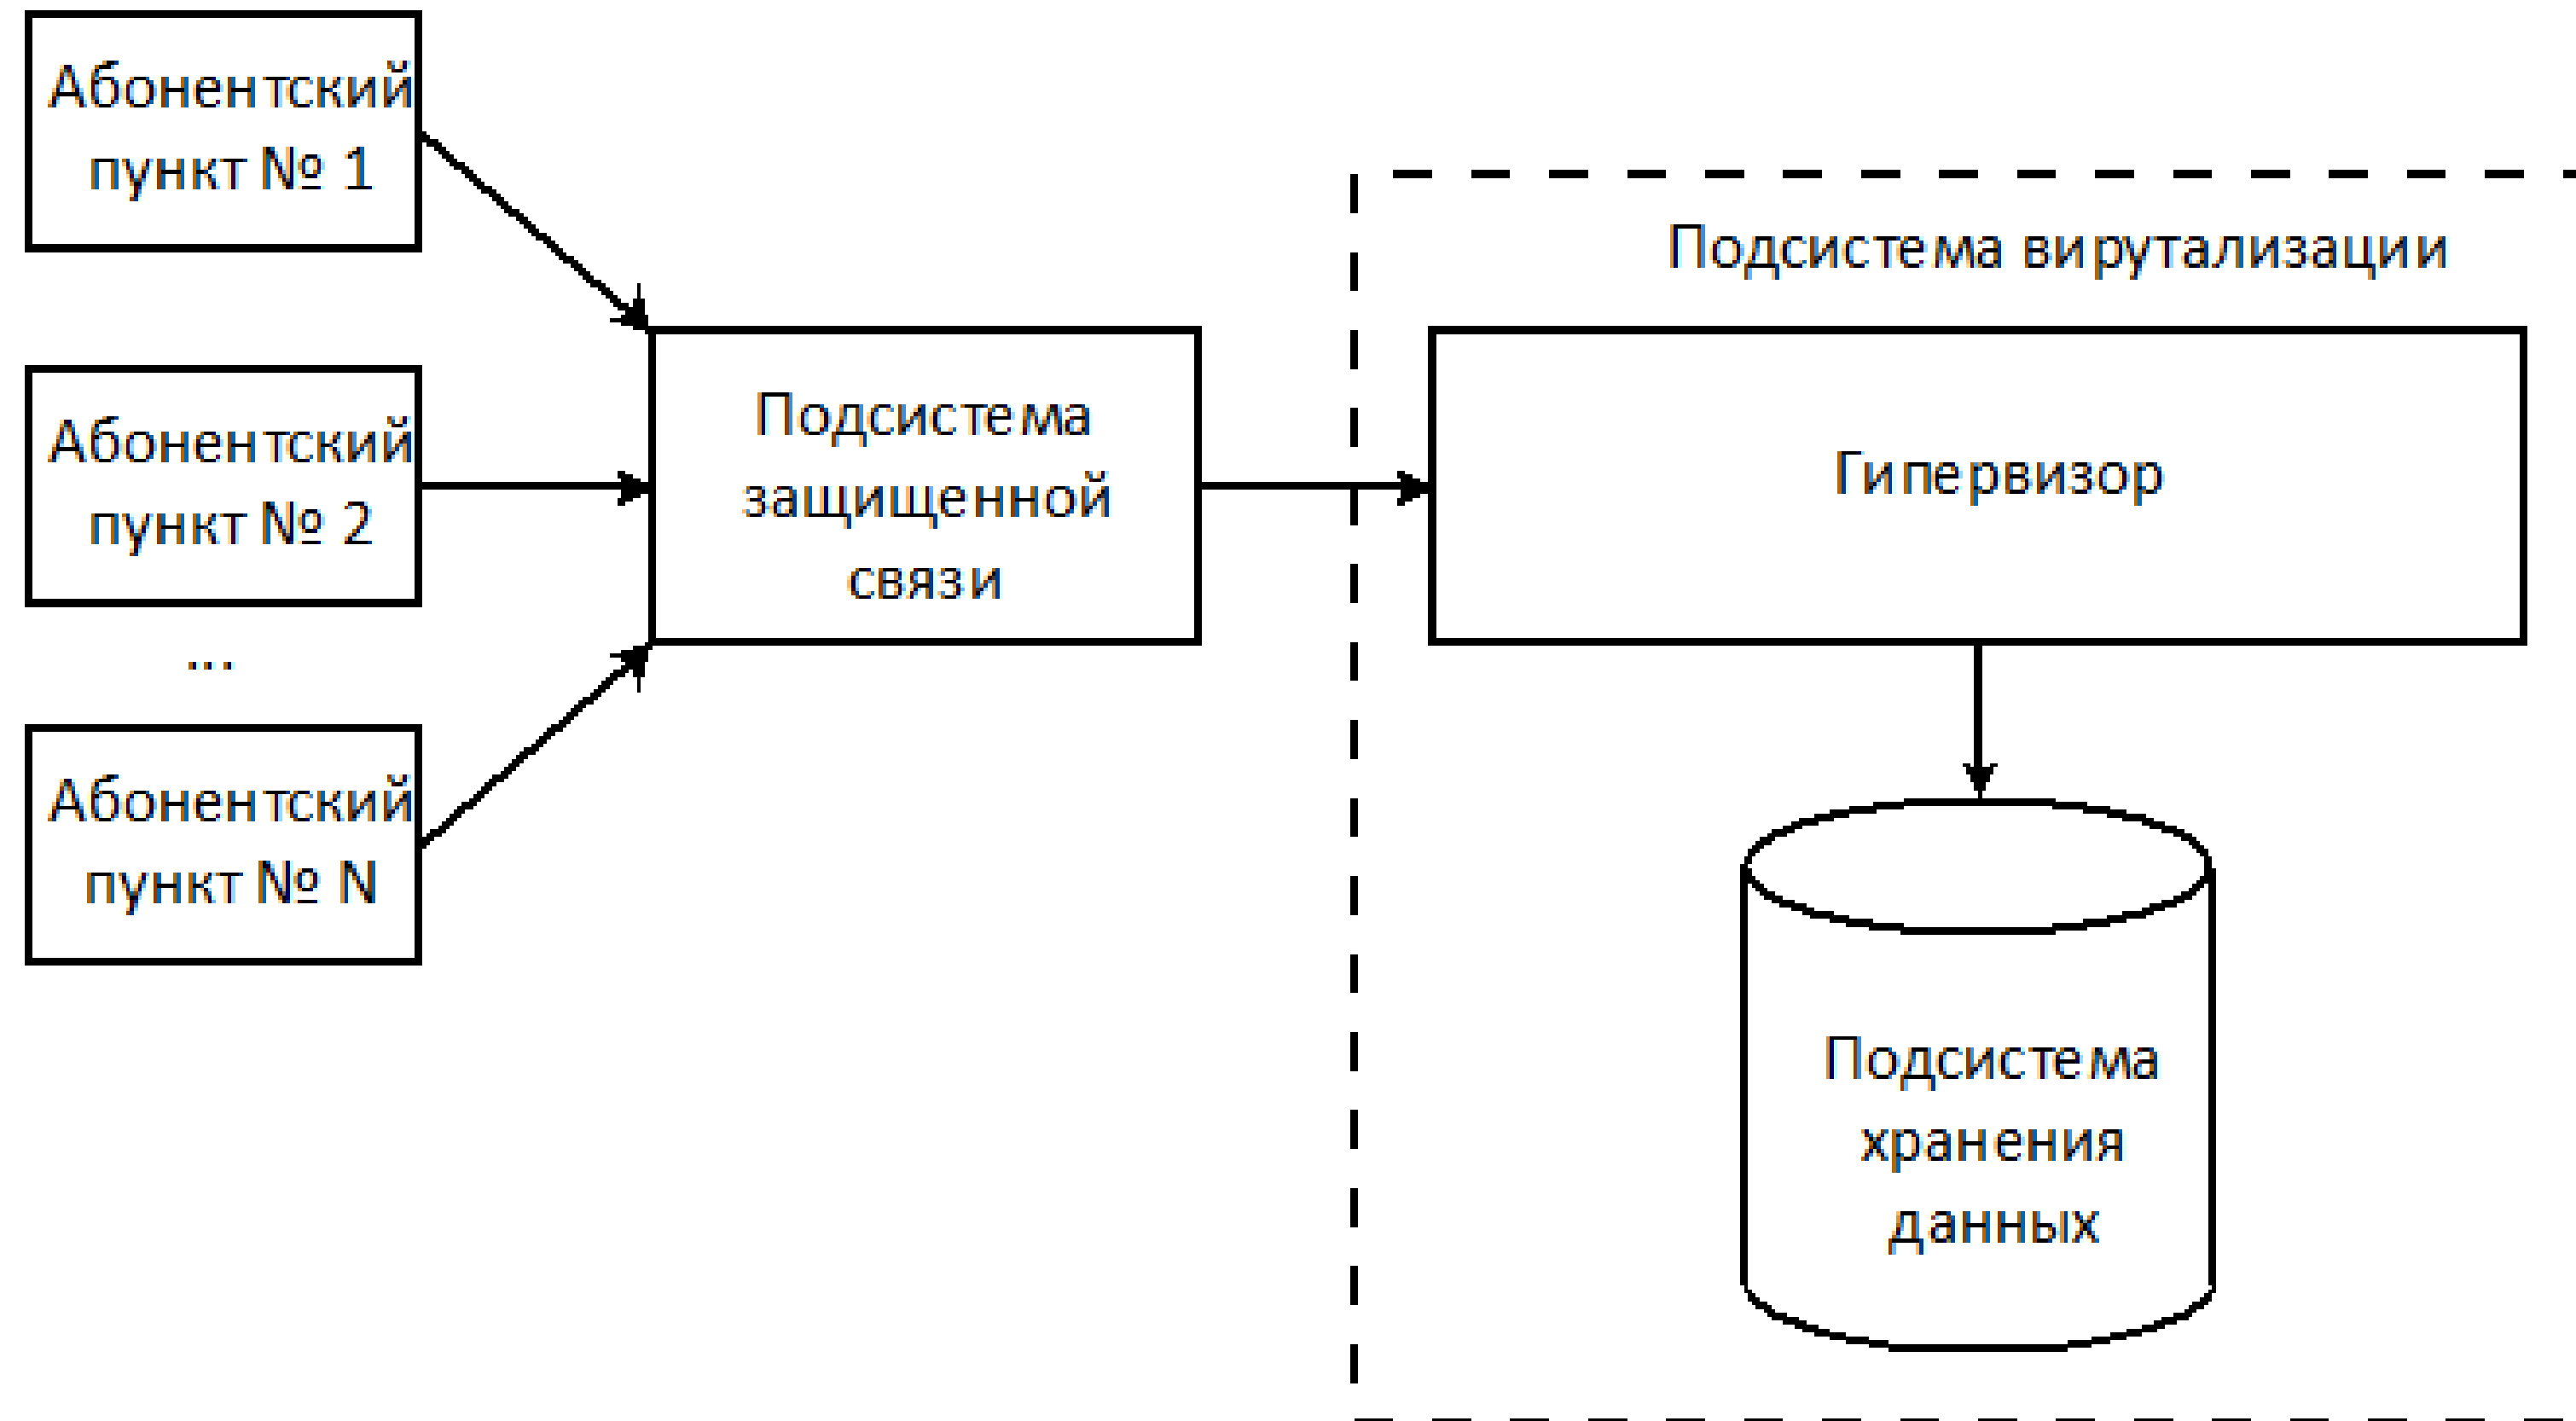 Абонентский
пункт № 1
Абонентский
пункт № 2
...
Абонентский
пункт № N
Подсистема
защищенной
связи
Подсистема вирутализации
Гипервизор
Подсистема
хранения
данных